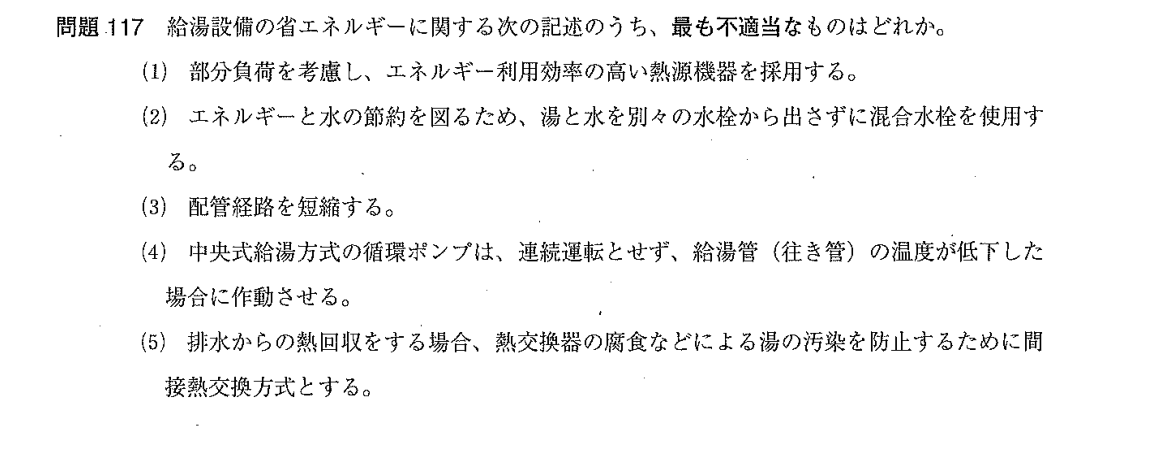 問題 117 給湯設備の省エネルギーに関する次の記述のうち、最も不適当なものはどれか。
(1) 部分負荷を考慮し、エネルギー利用効率の高い熱源機器を採用する。
(2) エネルギーと水の節約を図るため、湯と水を別々の水栓から出さずに混合水栓を使用す
る。
(3) 配管経路を短縮する。
(4) 中央式給湯方式の循環ポンプは、連続運転とせず、給湯管（往き管）の温度が低下した
場合に作動させる。
(5) 排水からの熱回収をする場合、熱交換器の腐食などによる湯の汚染を防止するために間
接熱交換方式とする。